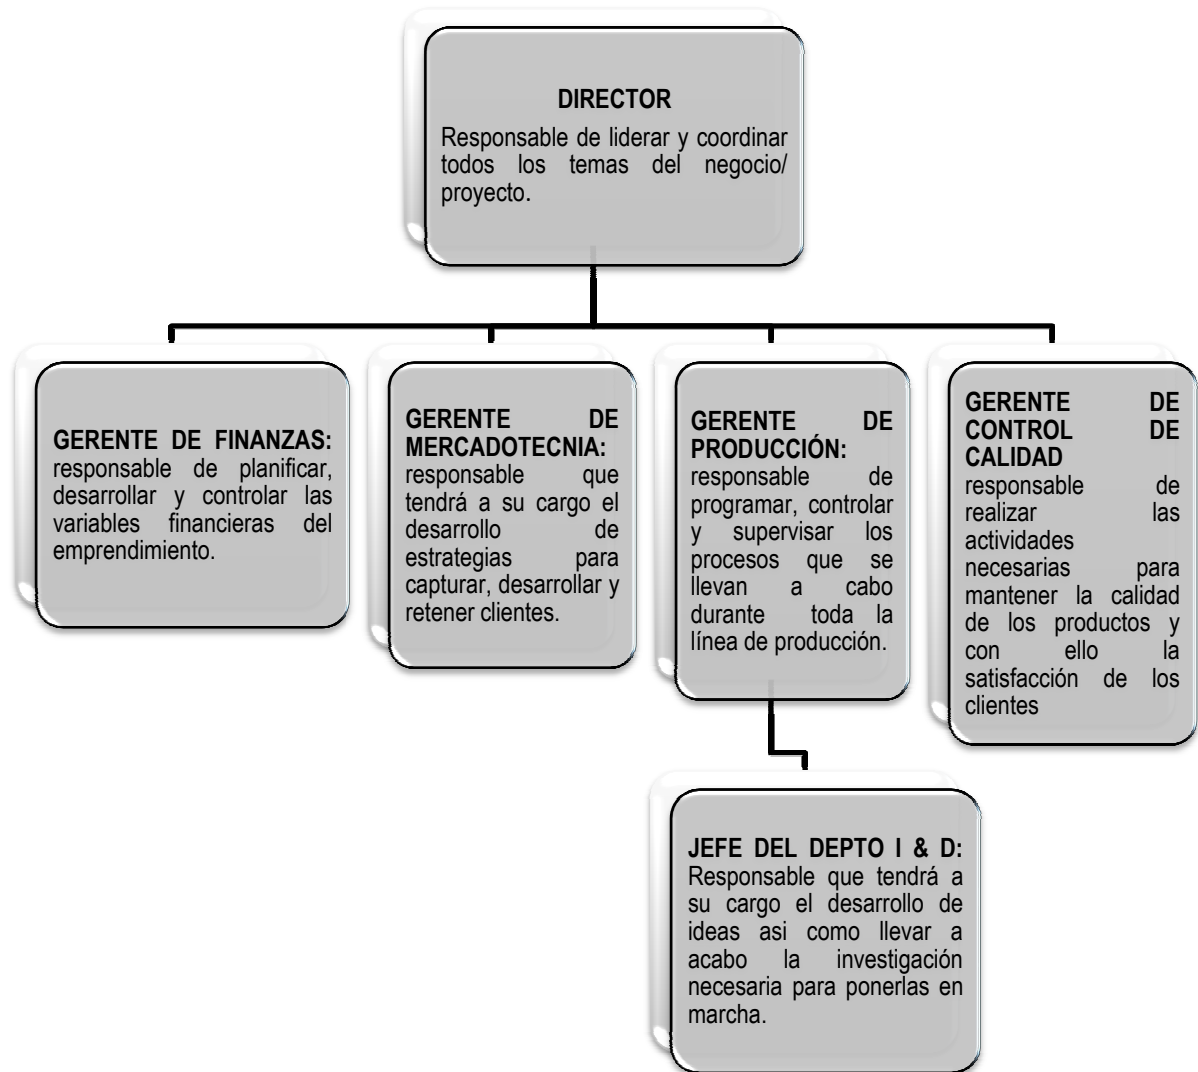 DIRECTOR
Responsable de liderar y coordinar
todos los temas del negocio/
proyecto.
GERENTE DE FINANZAS:
responsable de planificar,
desarrollar y controlar las
variables financieras del
emprendimiento.
GERENTE DE
MERCADOTECNIA:
responsable que
tendrá a su cargo el
desarrollo de
estrategias para
capturar, desarrollar y
retener clientes.
GERENTE DE
PRODUCCIÓN:
responsable de
programar, controlar
y supervisar los
procesos que se
llevan a cabo
durante toda la
línea de producción.
GERENTE DE
CONTROL DE
CALIDAD
responsable de
realizar las
actividades
necesarias para
mantener la calidad
de los productos y
con ello la
satisfacción de los
clientes
JEFE DEL DEPTO I & D:
Responsable que tendrá a
su cargo el desarrollo de
ideas asi como llevar a
acabo la investigación
necesaria para ponerlas en
marcha.